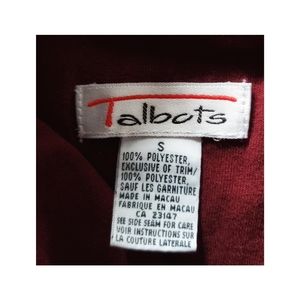 Talbots
S
100% POLYESTER,
EXCLUSIVE OF TRIM/
100% POLYESTER,
SAUF LES GARNITURE
MADE IN MACAU
FABRIQUE EN MACAU
CA 23147
SEE SIDE SEAM FOR CARE
VOIR INSTRUCTIONS SUR
LA COUTURE LATERALE